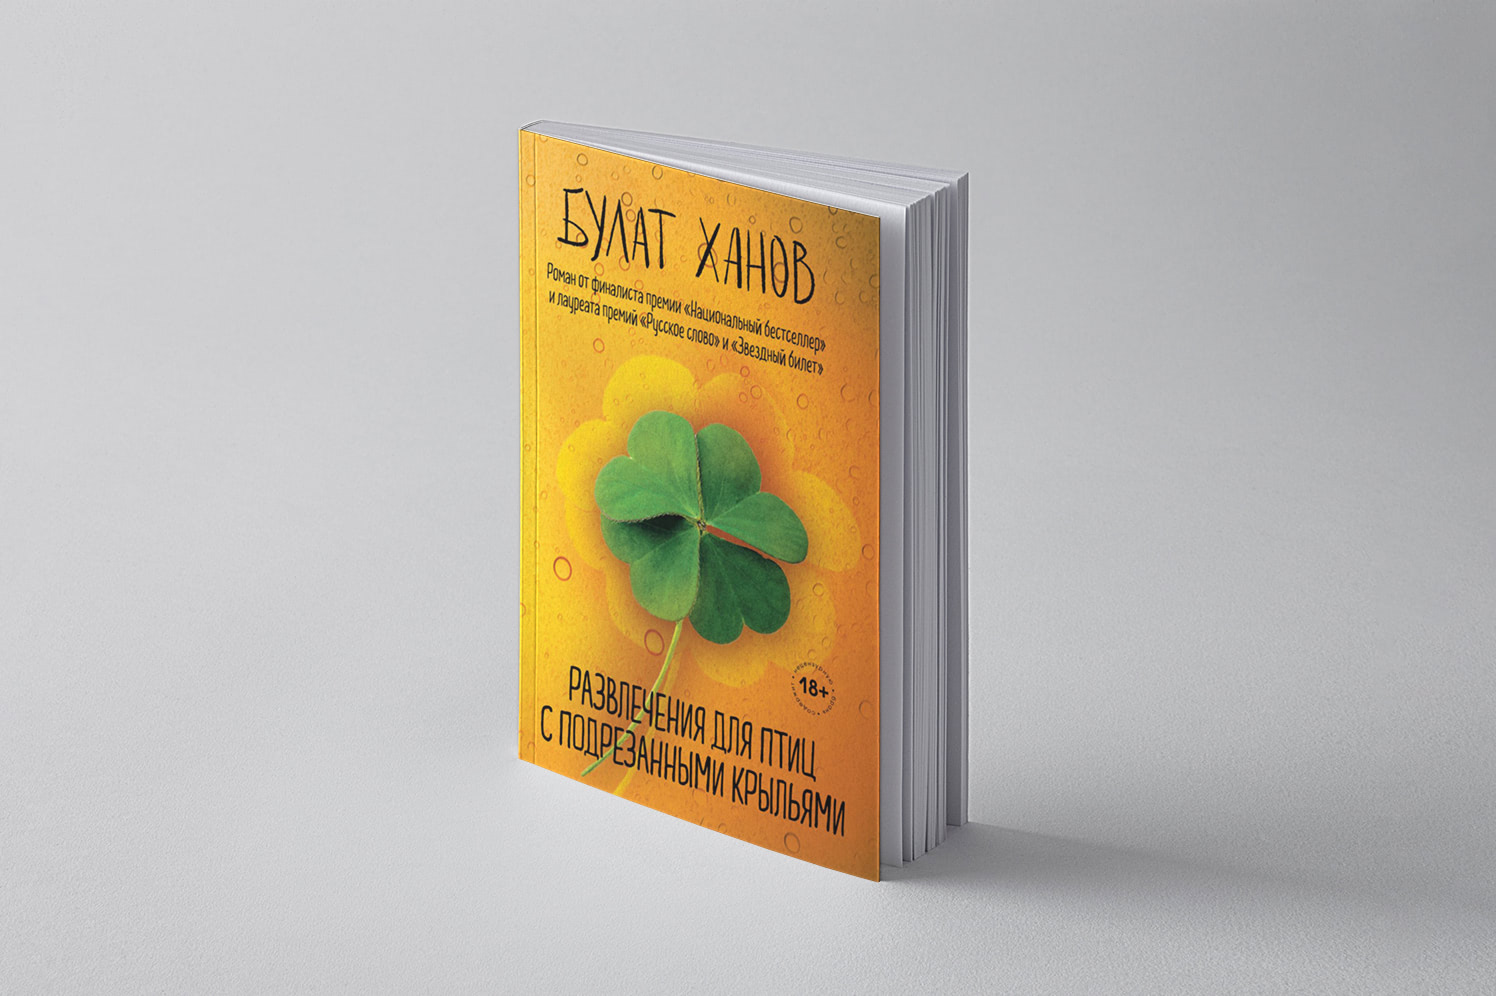 БУЛАТ ХАНОВ
Роман от финалиста премии «Национальный бестселлер»
и лауреата премий «Русское слово» и «Звездный билет»
18+
РАЗВЛЕЧЕНИЯ ДЛЯ ПТИЦ
С ПОДРЕЗАННЫМИ КРЫЛЬЯМИ